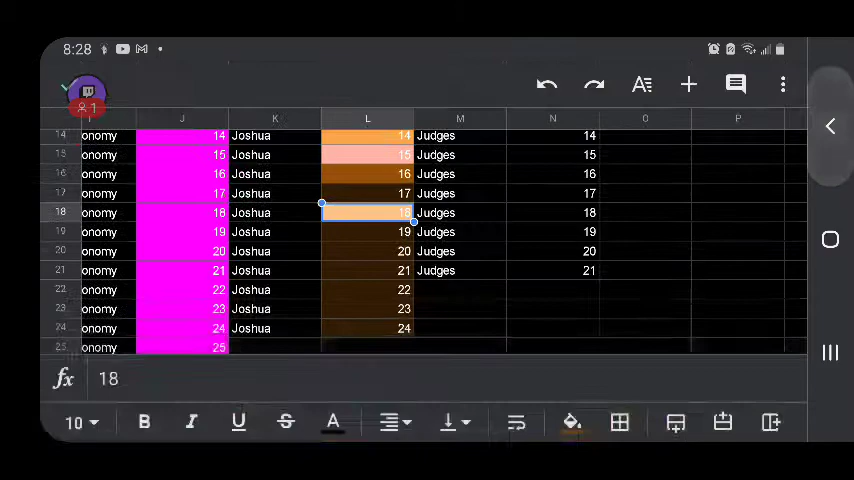 8:28
1
I J K L M N O P
14 onomy 14 Joshua 14 Judges 14
15 onomy 15 Joshua 15 Judges 15
16 onomy 16 Joshua 16 Judges 16
17 onomy 17 Joshua 17 Judges 17
18 onomy 18 Joshua 18 Judges 18
19 onomy 19 Joshua 19 Judges 19
20 onomy 20 Joshua 20 Judges 20
21 onomy 21 Joshua 21 Judges 21
22 onomy 22 Joshua 22
23 onomy 23 Joshua 23
24 onomy 24 Joshua 24
25 onomy 25
fx 18
10 B I U S A